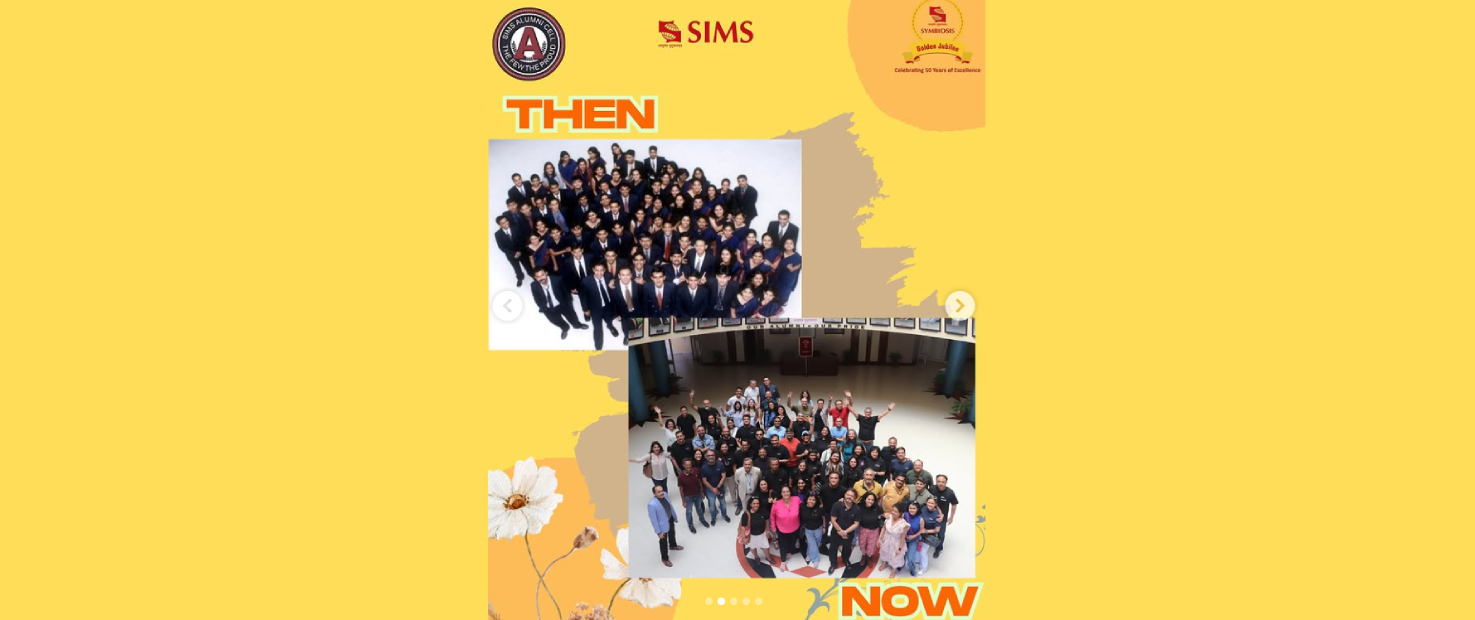 SIMS ALUMNI CELL
A
THE FEW THE PROUD
SIMS
SYMBIOSIS
Golden Jubilee
Celebrating 50 Years of Excellence
THEN
OUR ALUMNI OUR PRIDE
NOW